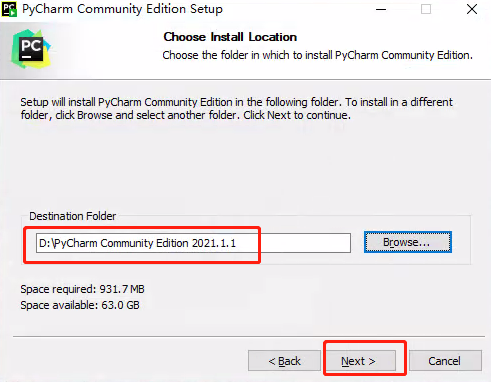 PyCharm Community Edition Setup
PC
Choose Install Location
Choose the folder in which to install PyCharm Community Edition.
Setup will install PyCharm Community Edition in the following folder. To install in a different
folder, click Browse and select another folder. Click Next to continue.
Destination Folder
D:\PyCharm Community Edition 2021.1.1
Browse...
Space required: 931.7 MB
Space available: 63.0 GB
< Back
Next >
Cancel